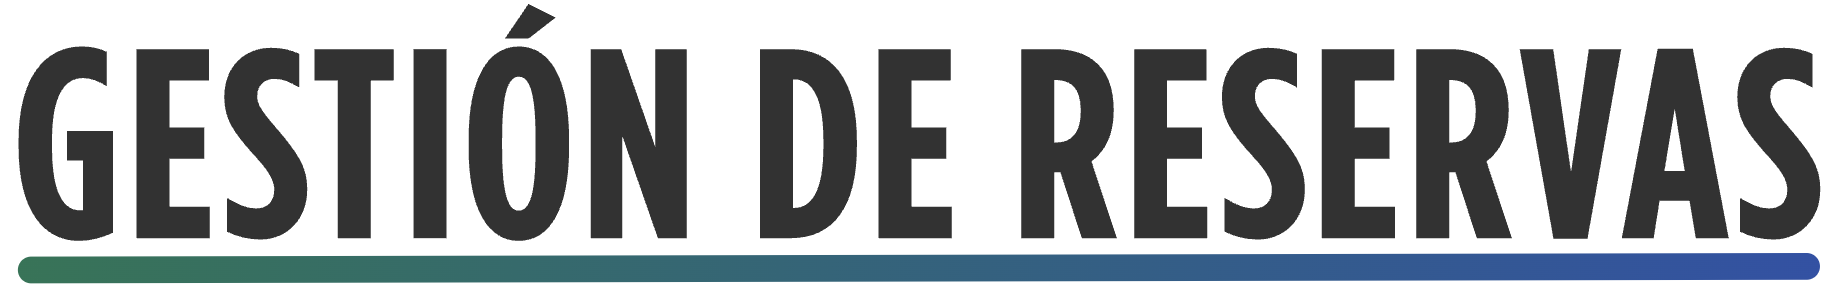 GESTIÓN DE RESERVAS